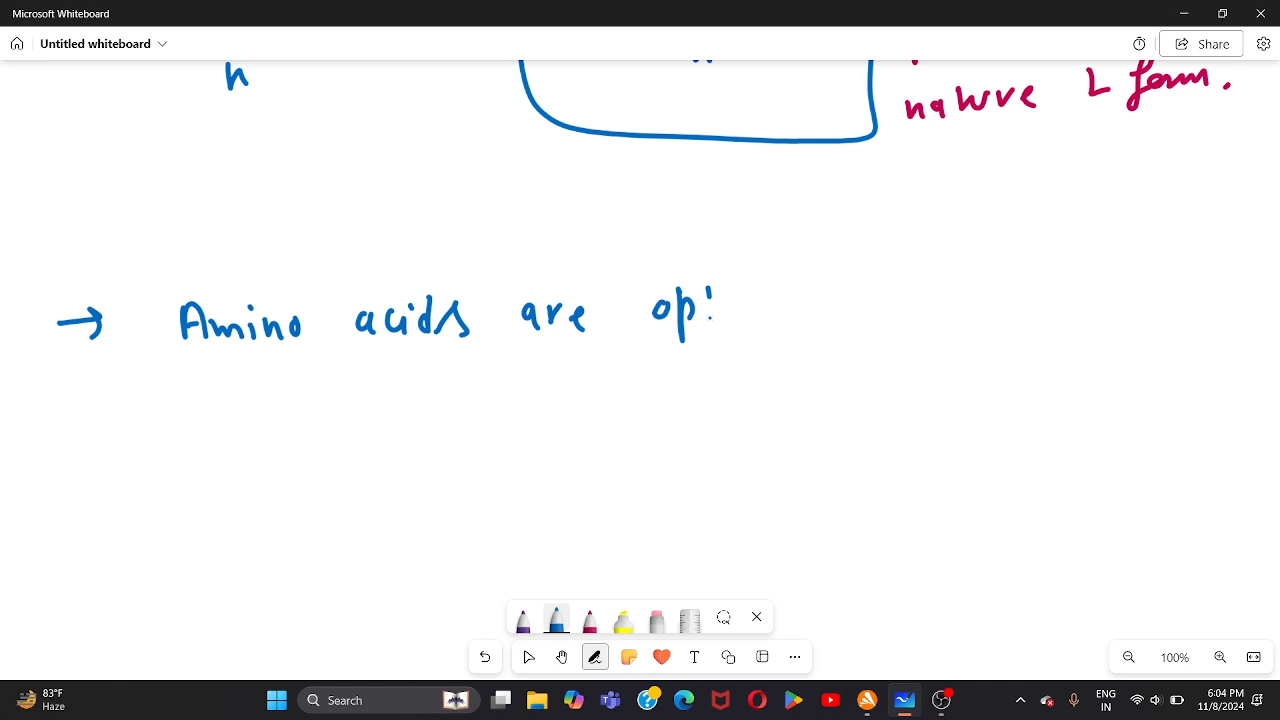 Microsoft Whiteboard
Untitled whiteboard
Share
h
nature L form.
→ Amino acids are op
100%
83°F
Haze
Search
ENG
IN
6:04 PM
11/8/2024